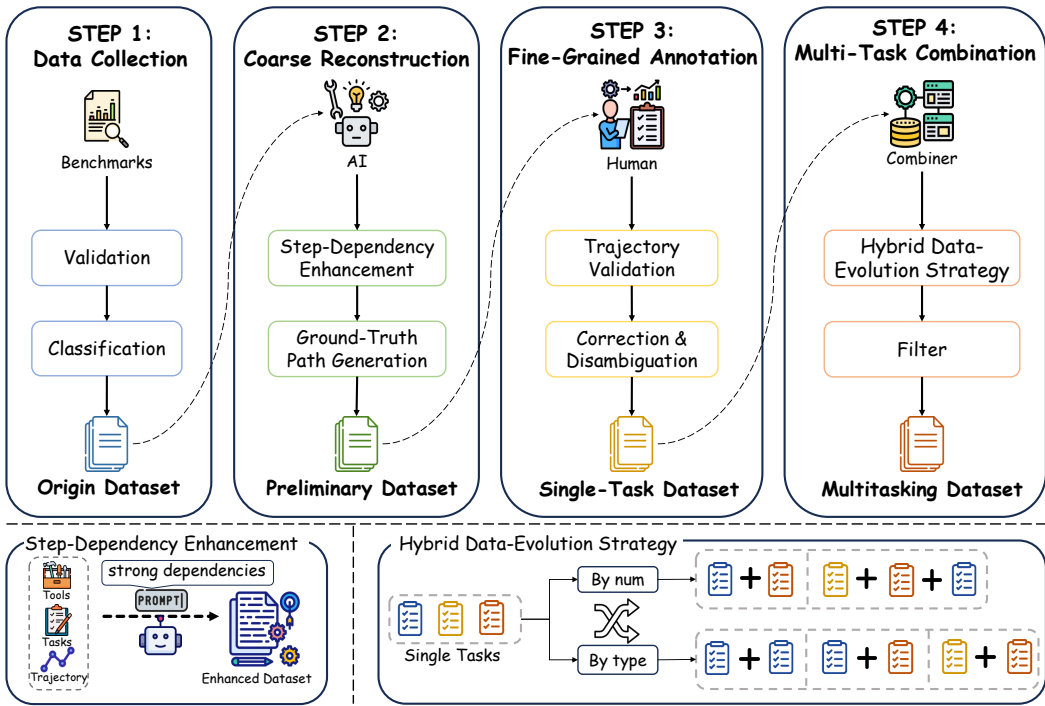 STEP 1:
Data Collection
Benchmarks
Validation
Classification
Origin Dataset
STEP 2:
Coarse Reconstruction
AI
Step-Dependency
Enhancement
Ground-Truth
Path Generation
Preliminary Dataset
STEP 3:
Fine-Grained Annotation
Human
Trajectory
Validation
Correction &
Disambiguation
Single-Task Dataset
STEP 4:
Multi-Task Combination
Combiner
Hybrid Data-
Evolution Strategy
Filter
Multitasking Dataset
Step-Dependency Enhancement
Tools
Tasks
Trajectory
strong dependencies
PROMPT
Enhanced Dataset
Hybrid Data-Evolution Strategy
Single Tasks
By num
By type